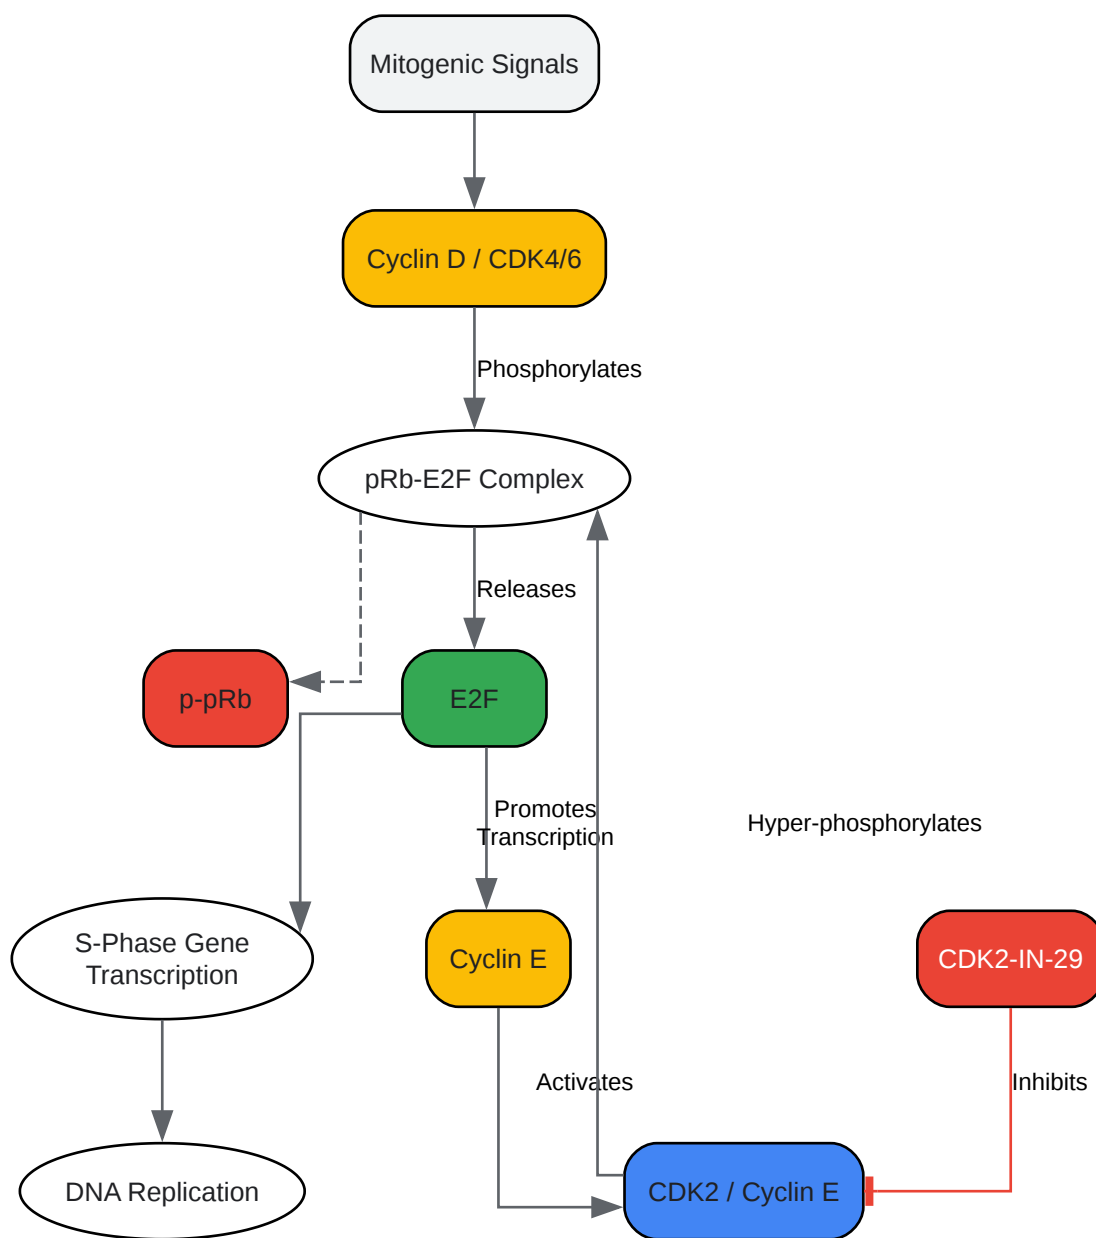 Mitogenic Signals
Cyclin D / CDK4/6
Phosphorylates
pRb-E2F Complex
Releases
p-pRb
E2F
Promotes
Transcription
Hyper-phosphorylates
S-Phase Gene
Transcription
Cyclin E
CDK2-IN-29
Activates
Inhibits
DNA Replication
CDK2 / Cyclin E